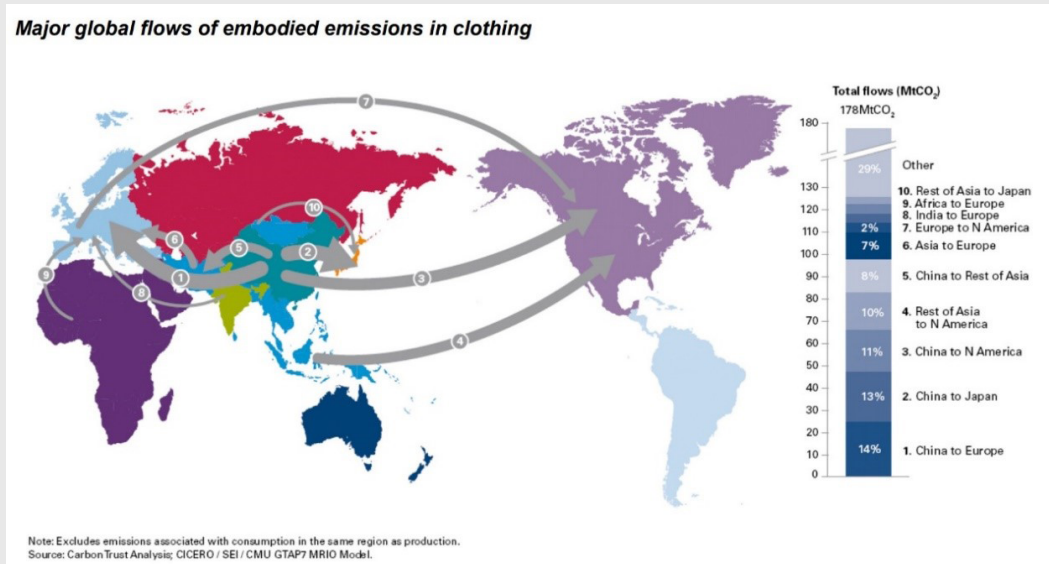 Major global flows of embodied emissions in clothing
7
10
6
5
2
1
3
9
8
4
Total flows (MtCO₂)
178MtCO₂
180
130
120
110
100
90
80
70
60
50
40
30
20
10
0
29%
2%
7%
8%
10%
11%
13%
14%
Other
10. Rest of Asia to Japan
9. Africa to Europe
8. India to Europe
7. Europe to N America
6. Asia to Europe
5. China to Rest of Asia
4. Rest of Asia
to N America
3. China to N America
2. China to Japan
1. China to Europe
Note: Excludes emissions associated with consumption in the same region as production.
Source: Carbon Trust Analysis; CICERO / SEI / CMU GTAP7 MRIO Model.